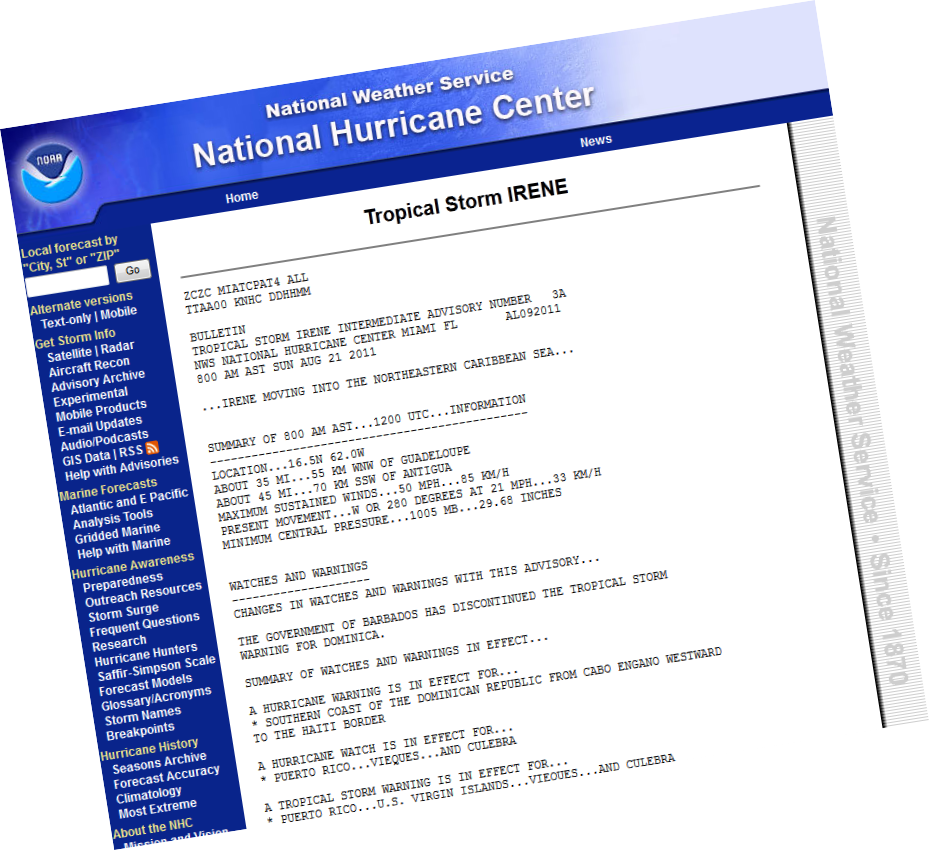 National Weather Service
National Hurricane Center
NOAA
Home
News
Local forecast by
"City, St" or "ZIP"
Go
Alternate versions
Text-only | Mobile
Get Storm Info
Satellite | Radar
Aircraft Recon
Advisory Archive
Experimental
Mobile Products
E-mail Updates
Audio/Podcasts
GIS Data | RSS
Help with Advisories
Marine Forecasts
Atlantic and E Pacific
Analysis Tools
Gridded Marine
Help with Marine
Hurricane Awareness
Preparedness
Outreach Resources
Storm Surge
Frequent Questions
Research
Hurricane Hunters
Saffir-Simpson Scale
Forecast Models
Glossary/Acronyms
Storm Names
Breakpoints
Hurricane History
Seasons Archive
Forecast Accuracy
Climatology
Most Extreme
About the NHC
Mission and Vision
Tropical Storm IRENE
ZCZC MIATCPAT4 ALL
TTAA00 KNHC DDHHMM
BULLETIN
TROPICAL STORM IRENE INTERMEDIATE ADVISORY NUMBER 3A
NWS NATIONAL HURRICANE CENTER MIAMI FL AL092011
800 AM AST SUN AUG 21 2011
...IRENE MOVING INTO THE NORTHEASTERN CARIBBEAN SEA...
SUMMARY OF 800 AM AST...1200 UTC...INFORMATION
----------------------------------------------
LOCATION...16.5N 62.0W
ABOUT 35 MI...55 KM WNW OF GUADELOUPE
ABOUT 45 MI...70 KM SSW OF ANTIGUA
MAXIMUM SUSTAINED WINDS...50 MPH...85 KM/H
PRESENT MOVEMENT...W OR 280 DEGREES AT 21 MPH...33 KM/H
MINIMUM CENTRAL PRESSURE...1005 MB...29.68 INCHES
WATCHES AND WARNINGS
--------------------
CHANGES IN WATCHES AND WARNINGS WITH THIS ADVISORY...
THE GOVERNMENT OF BARBADOS HAS DISCONTINUED THE TROPICAL STORM
WARNING FOR DOMINICA.
SUMMARY OF WATCHES AND WARNINGS IN EFFECT...
A HURRICANE WARNING IS IN EFFECT FOR...
* SOUTHERN COAST OF THE DOMINICAN REPUBLIC FROM CABO ENGANO WESTWARD
TO THE HAITI BORDER
A HURRICANE WATCH IS IN EFFECT FOR...
* PUERTO RICO...VIEQUES...AND CULEBRA
A TROPICAL STORM WARNING IS IN EFFECT FOR...
* PUERTO RICO...U.S. VIRGIN ISLANDS...VIEQUES...AND CULEBRA
National Weather Service • Since 1870